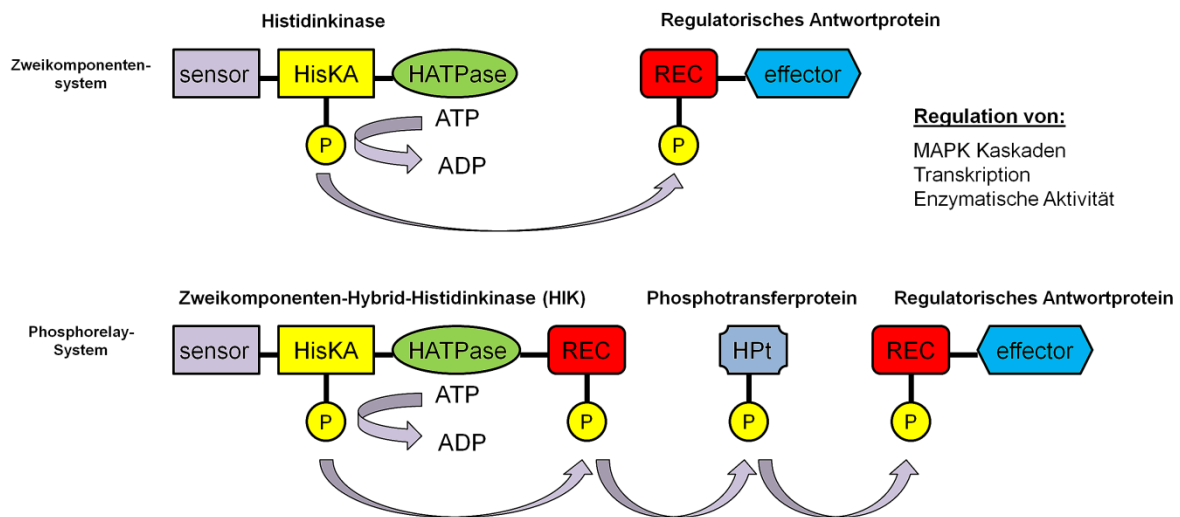 Histidinkinase
Regulatorisches Antwortprotein
Zweikomponenten-
system
sensor
HisKA
HATPase
REC
effector
P
ATP
ADP
P
Regulation von:
MAPK Kaskaden
Transkription
Enzymatische Aktivität
Zweikomponenten-Hybrid-Histidinkinase (HIK)
Phosphotransferprotein
Regulatorisches Antwortprotein
Phosphorelay-
System
sensor
HisKA
HATPase
REC
HPt
REC
effector
P
ATP
ADP
P
P
P